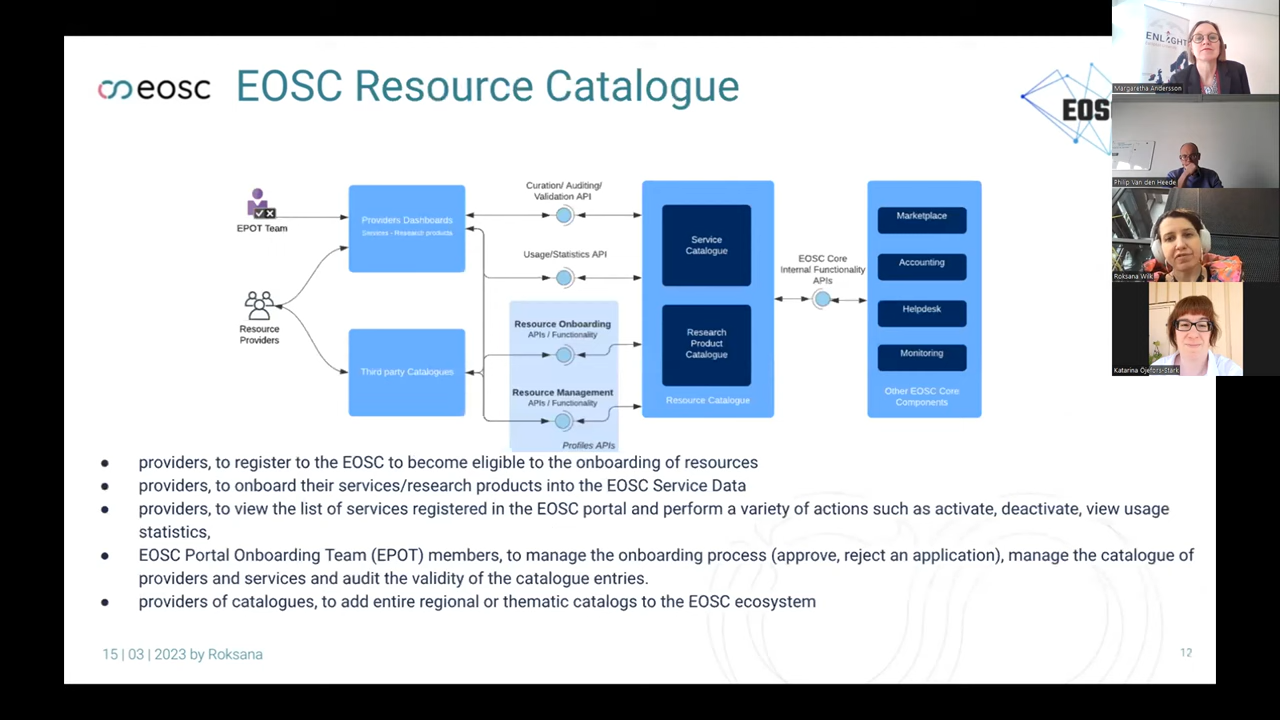 eosc
EOSC Resource Catalogue
EOS
ENLIGHT
Margaretha Andersson
Philip Van den Heede
Roksana Wilk
Katarina Öjefors-Stark
EPOT Team
Resource
Providers
Providers Dashboards
Services - Research products
Third party Catalogues
Curation/ Auditing/
Validation API
Usage/Statistics API
Resource Onboarding
APIs / Functionality
Resource Management
APIs / Functionality
Profiles APIs
Service
Catalogue
Research
Product
Catalogue
Resource Catalogue
EOSC Core
Internal Functionality
APIs
Marketplace
Accounting
Helpdesk
Monitoring
Other EOSC Core
Components
● providers, to register to the EOSC to become eligible to the onboarding of resources
● providers, to onboard their services/research products into the EOSC Service Data
● providers, to view the list of services registered in the EOSC portal and perform a variety of actions such as activate, deactivate, view usage
statistics,
● EOSC Portal Onboarding Team (EPOT) members, to manage the onboarding process (approve, reject an application), manage the catalogue of
providers and services and audit the validity of the catalogue entries.
● providers of catalogues, to add entire regional or thematic catalogs to the EOSC ecosystem
15 | 03 | 2023 by Roksana
12